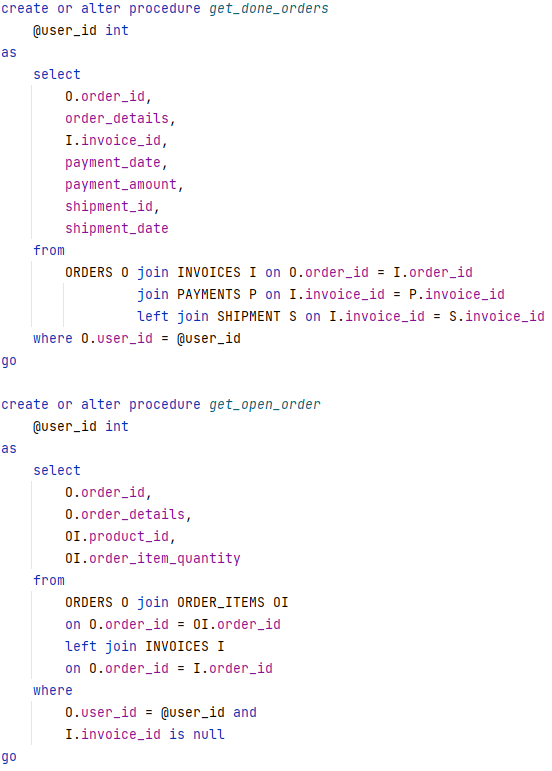 create or alter procedure get_done_orders
    @user_id int
as
    select
        O.order_id,
        order_details,
        I.invoice_id,
        payment_date,
        payment_amount,
        shipment_id,
        shipment_date
    from
        ORDERS O join INVOICES I on O.order_id = I.order_id
                 join PAYMENTS P on I.invoice_id = P.invoice_id
                 left join SHIPMENT S on I.invoice_id = S.invoice_id
    where O.user_id = @user_id
go

create or alter procedure get_open_order
    @user_id int
as
    select
        O.order_id,
        O.order_details,
        OI.product_id,
        OI.order_item_quantity
    from
        ORDERS O join ORDER_ITEMS OI
        on O.order_id = OI.order_id
        left join INVOICES I
        on O.order_id = I.order_id
    where
        O.user_id = @user_id and
        I.invoice_id is null
go